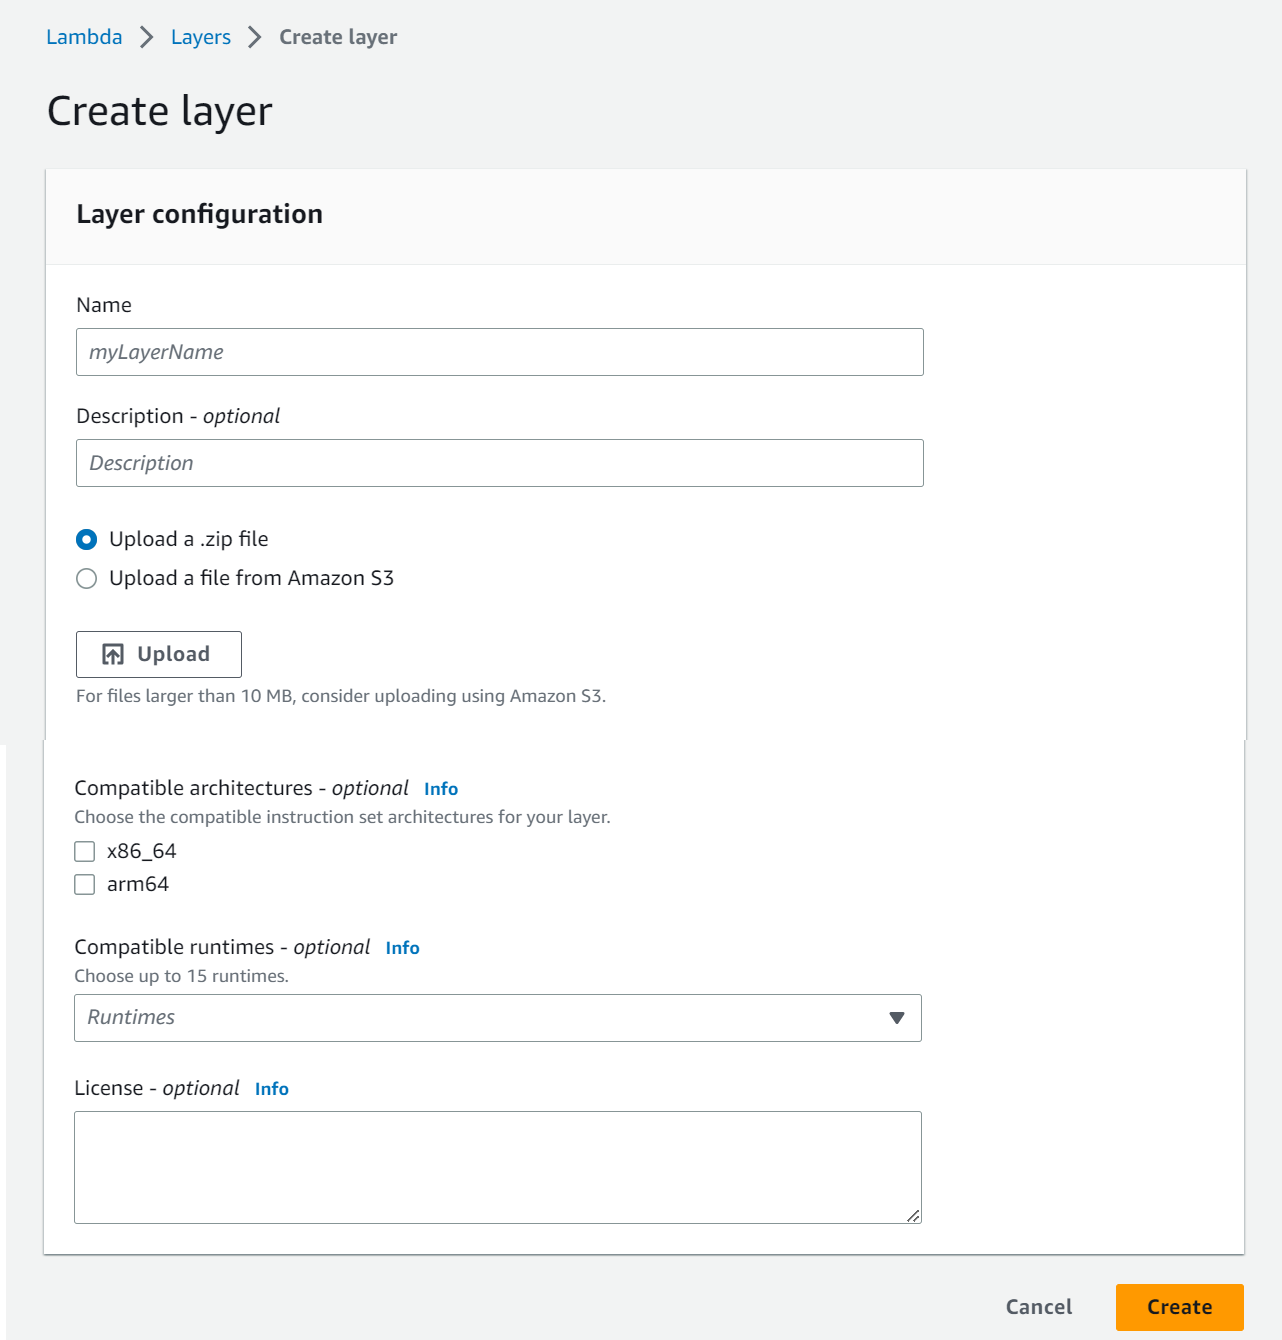 Lambda > Layers > Create layer
Create layer
Layer configuration
Name
myLayerName
Description - optional
Description
Upload a .zip file
Upload a file from Amazon S3
Upload
For files larger than 10 MB, consider uploading using Amazon S3.
Compatible architectures - optional Info
Choose the compatible instruction set architectures for your layer.
x86_64
arm64
Compatible runtimes - optional Info
Choose up to 15 runtimes.
Runtimes
License - optional Info
Cancel Create